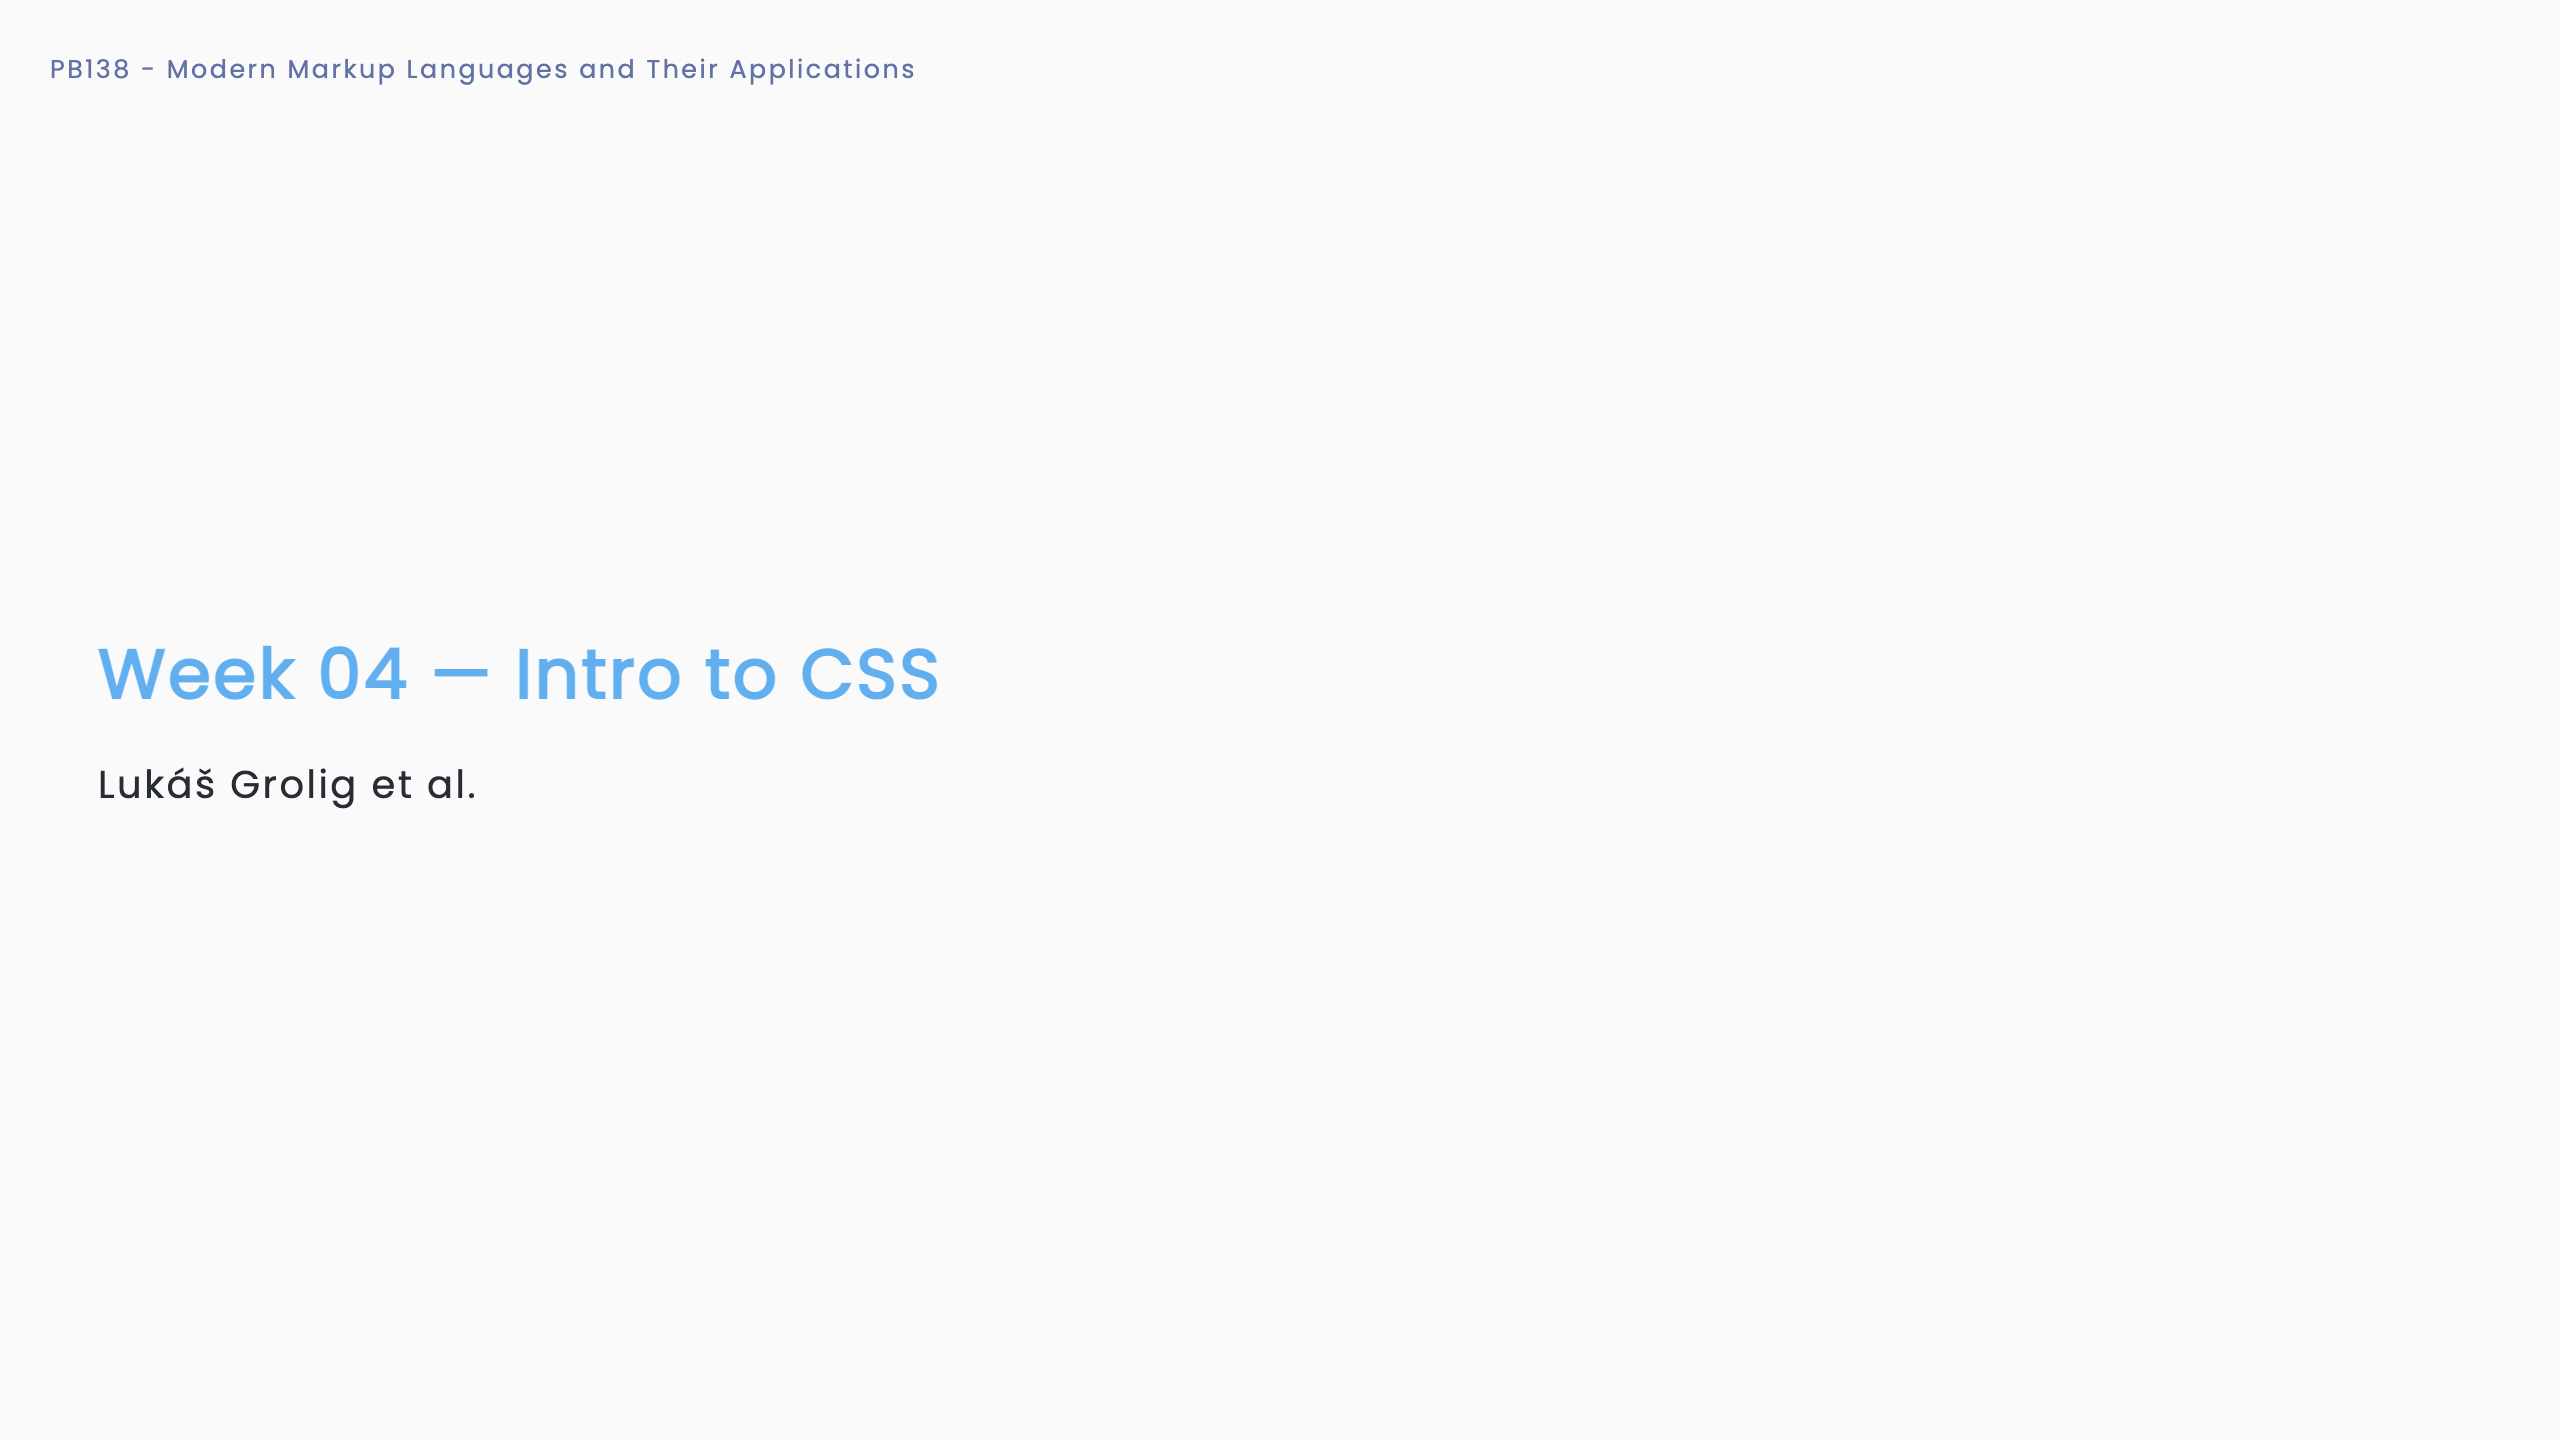 PB138 - Modern Markup Languages and Their Applications
Week 04 — Intro to CSS
Lukáš Grolig et al.